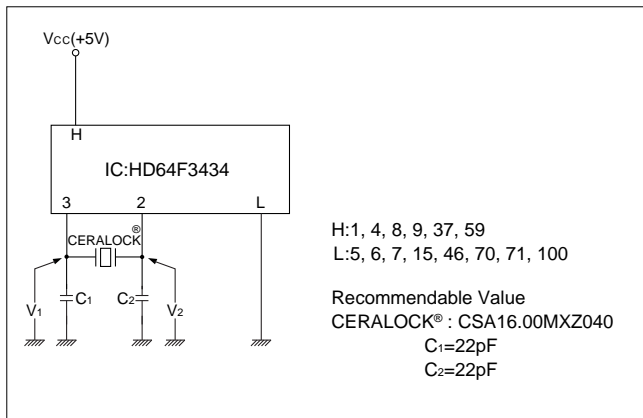 Vcc(+5V)
H
IC:HD64F3434
3 2 L
CERALOCK®
V1 C1 C2 V2
H:1, 4, 8, 9, 37, 59
L:5, 6, 7, 15, 46, 70, 71, 100
Recommendable Value
CERALOCK® : CSA16.00MXZ040
C1=22pF
C2=22pF